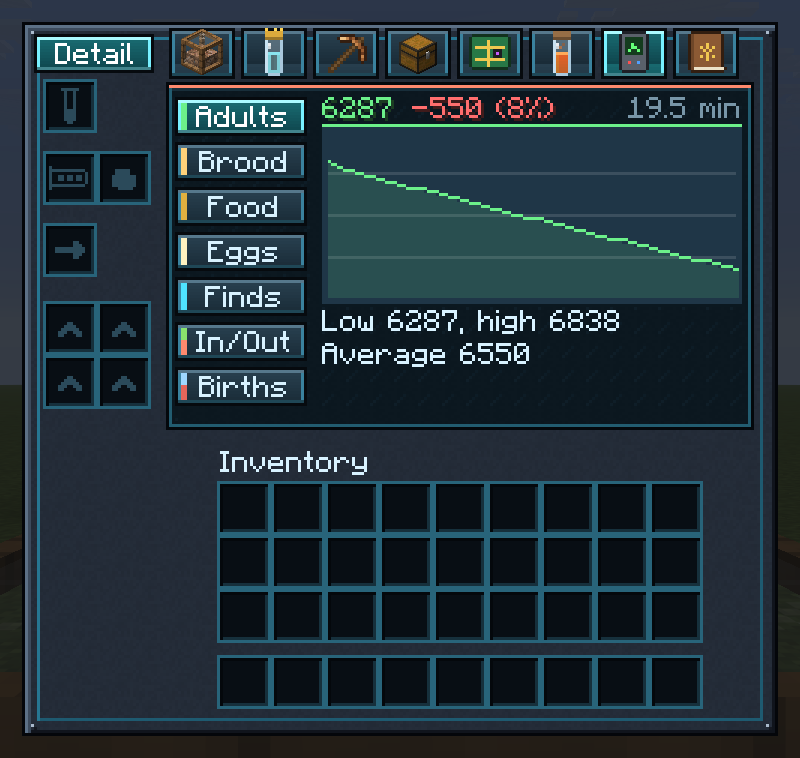 Detail
Adults
6287 -550 (8%) 19.5 min
Brood
Food
Eggs
Finds
In/Out
Births
Low 6287, high 6838
Average 6550
Inventory